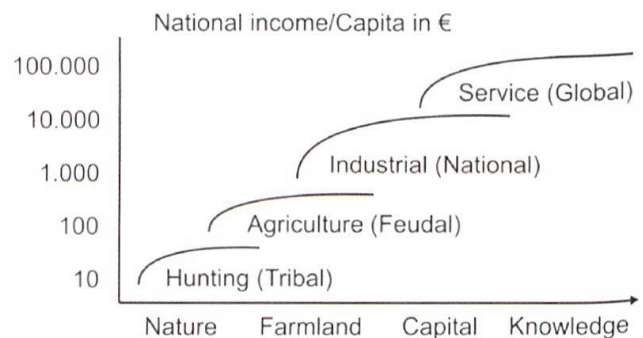 National income/Capita in €
100.000
Service (Global)
10.000
Industrial (National)
1.000
Agriculture (Feudal)
100
Hunting (Tribal)
10
Nature Farmland Capital Knowledge